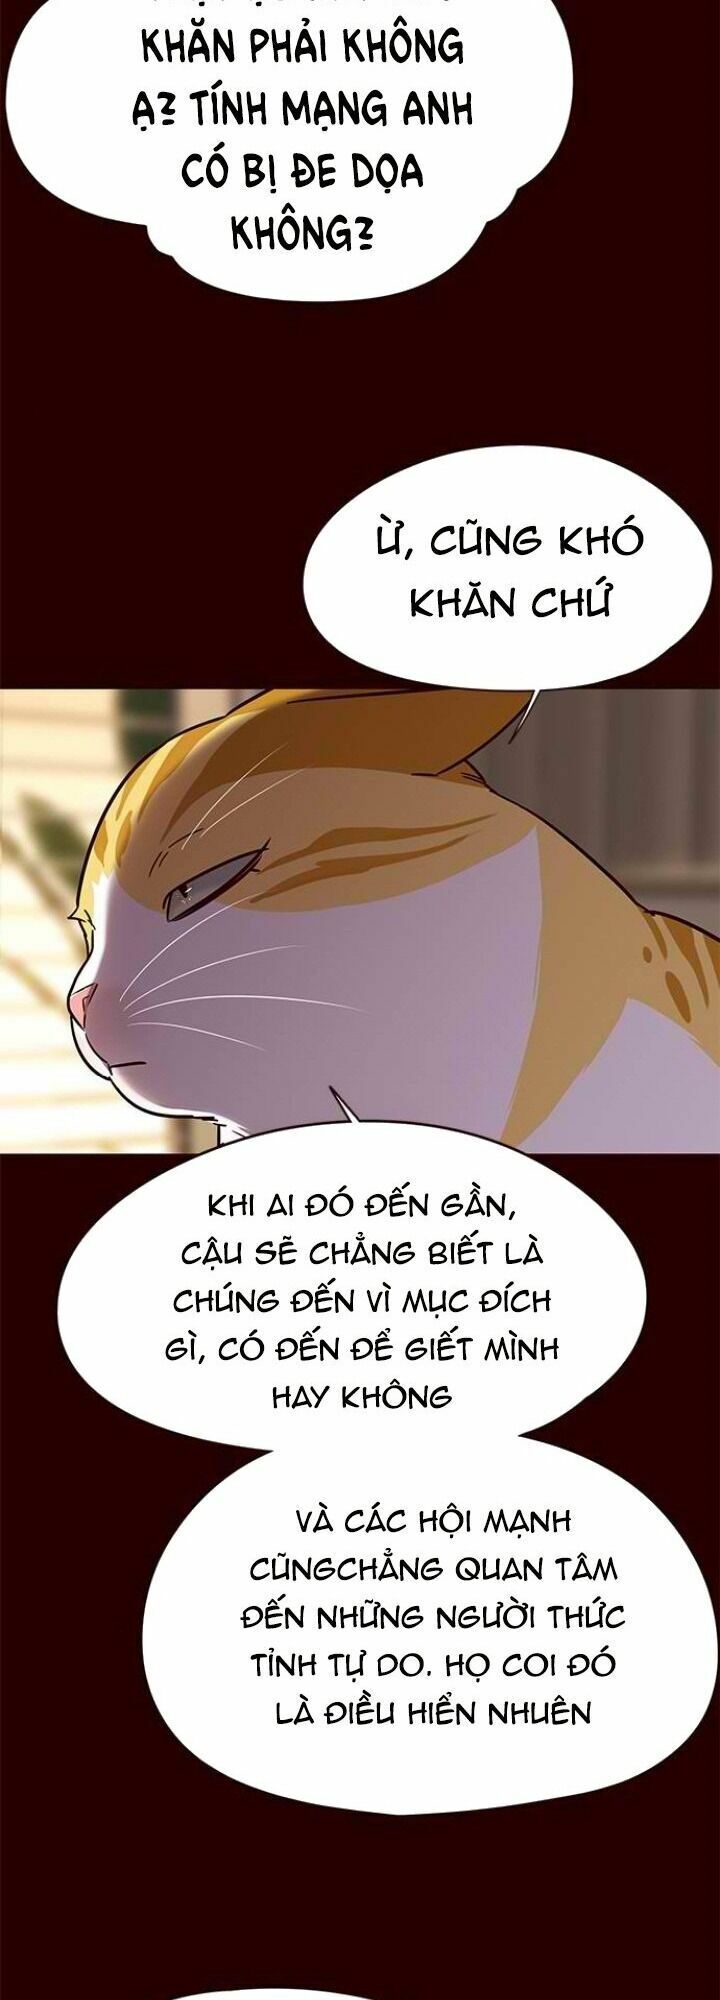 KHĂN PHẢI KHÔNG
Ạ? TÍNH MẠNG ANH
CÓ BỊ ĐE DỌA
KHÔNG?
Ừ, CŨNG KHÓ
KHĂN CHỨ
KHI AI ĐÓ ĐẾN GẦN,
CẬU SẼ CHẲNG BIẾT LÀ
CHÚNG ĐẾN VÌ MỤC ĐÍCH
GÌ, CÓ ĐẾN ĐỂ GIẾT MÌNH
HAY KHÔNG
VÀ CÁC HỘI MẠNH
CŨNGCHẲNG QUAN TÂM
ĐẾN NHỮNG NGƯỜI THỨC
TỈNH TỰ DO. HỌ COI ĐÓ
LÀ ĐIỀU HIỂN NHUÊN